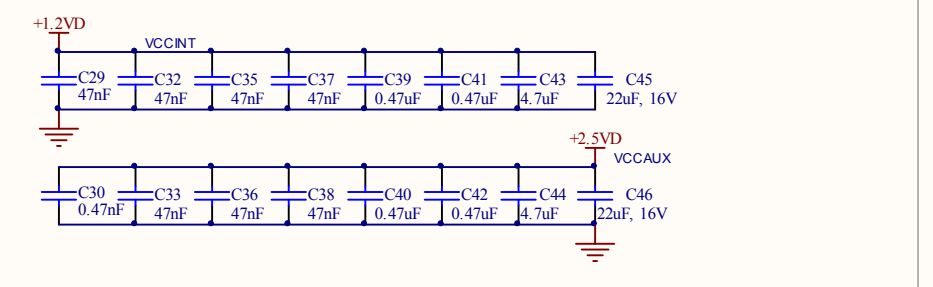 +1.2VD
VCCINT
C29 C32 C35 C37 C39 C41 C43 C45
47nF 47nF 47nF 47nF 0.47uF 0.47uF 4.7uF 22uF, 16V
+2.5VD
VCCAUX
C30 C33 C36 C38 C40 C42 C44 C46
0.47nF 47nF 47nF 47nF 0.47uF 0.47uF 4.7uF 22uF, 16V